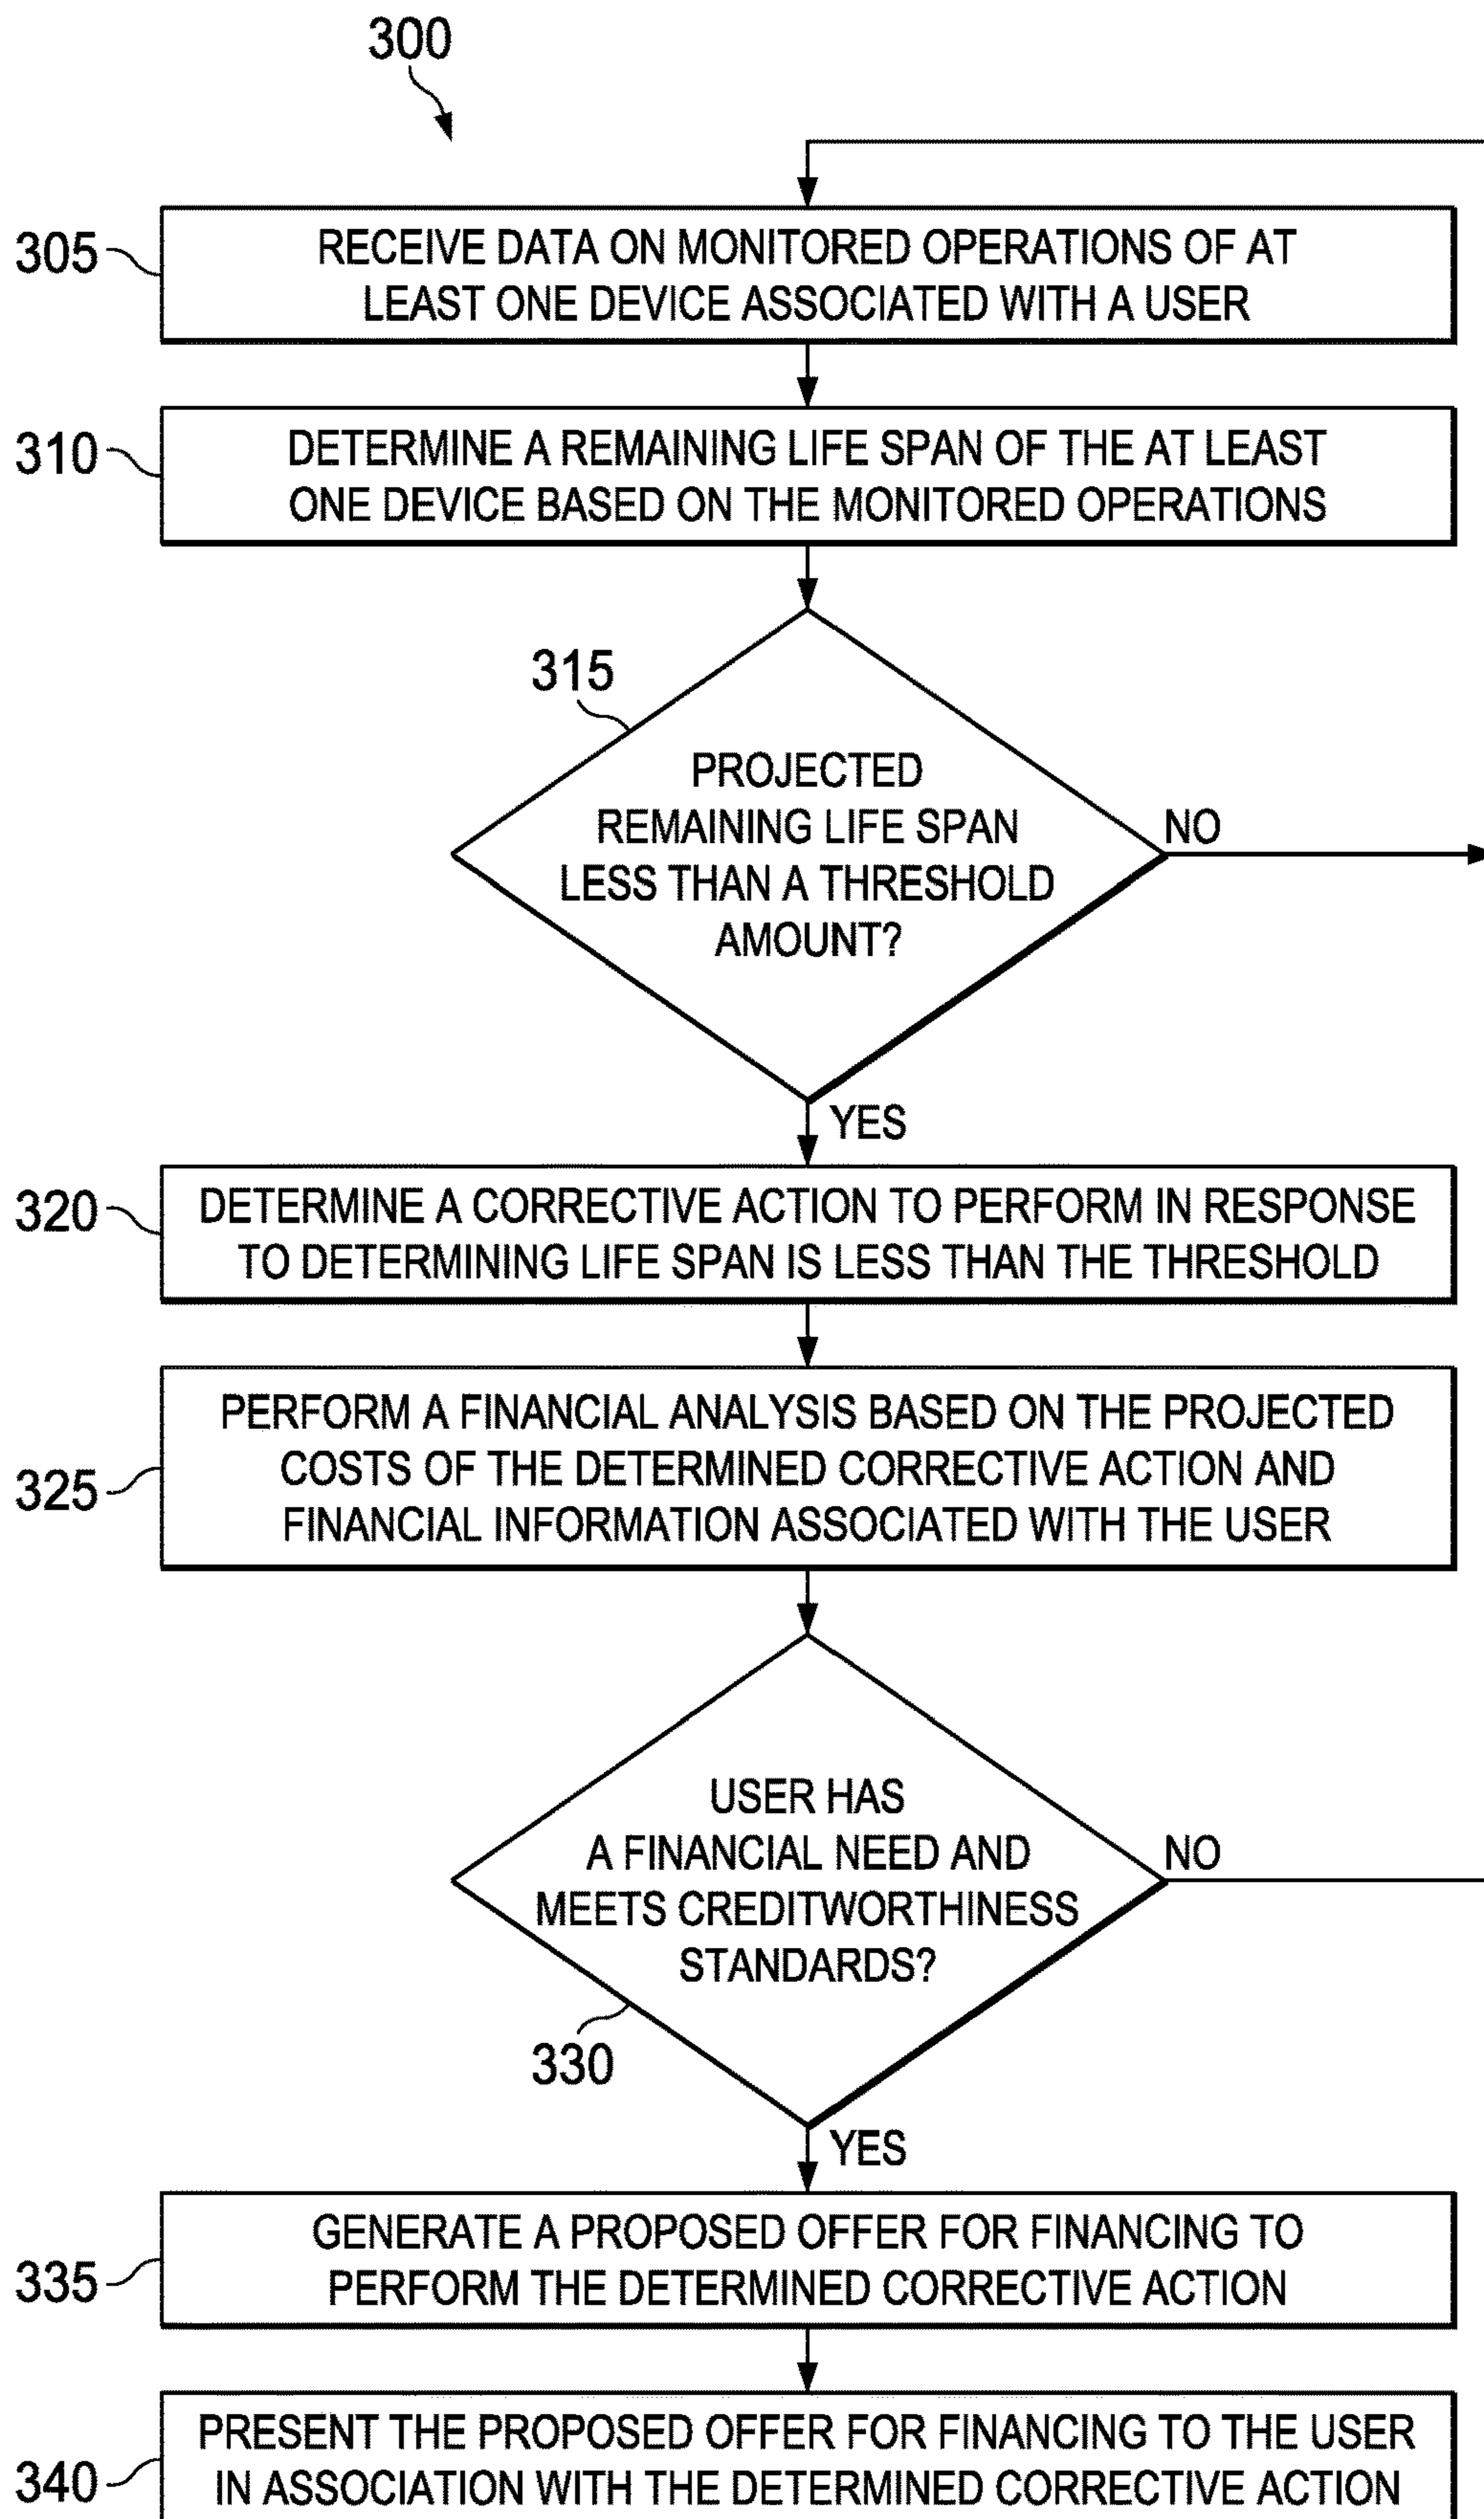 300
305
RECEIVE DATA ON MONITORED OPERATIONS OF AT
LEAST ONE DEVICE ASSOCIATED WITH A USER
310
DETERMINE A REMAINING LIFE SPAN OF THE AT LEAST
ONE DEVICE BASED ON THE MONITORED OPERATIONS
315
PROJECTED
REMAINING LIFE SPAN
LESS THAN A THRESHOLD
AMOUNT?
NO
YES
320
DETERMINE A CORRECTIVE ACTION TO PERFORM IN RESPONSE
TO DETERMINING LIFE SPAN IS LESS THAN THE THRESHOLD
325
PERFORM A FINANCIAL ANALYSIS BASED ON THE PROJECTED
COSTS OF THE DETERMINED CORRECTIVE ACTION AND
FINANCIAL INFORMATION ASSOCIATED WITH THE USER
USER HAS
A FINANCIAL NEED AND
MEETS CREDITWORTHINESS
STANDARDS?
NO
330
YES
335
GENERATE A PROPOSED OFFER FOR FINANCING TO
PERFORM THE DETERMINED CORRECTIVE ACTION
340
PRESENT THE PROPOSED OFFER FOR FINANCING TO THE USER
IN ASSOCIATION WITH THE DETERMINED CORRECTIVE ACTION